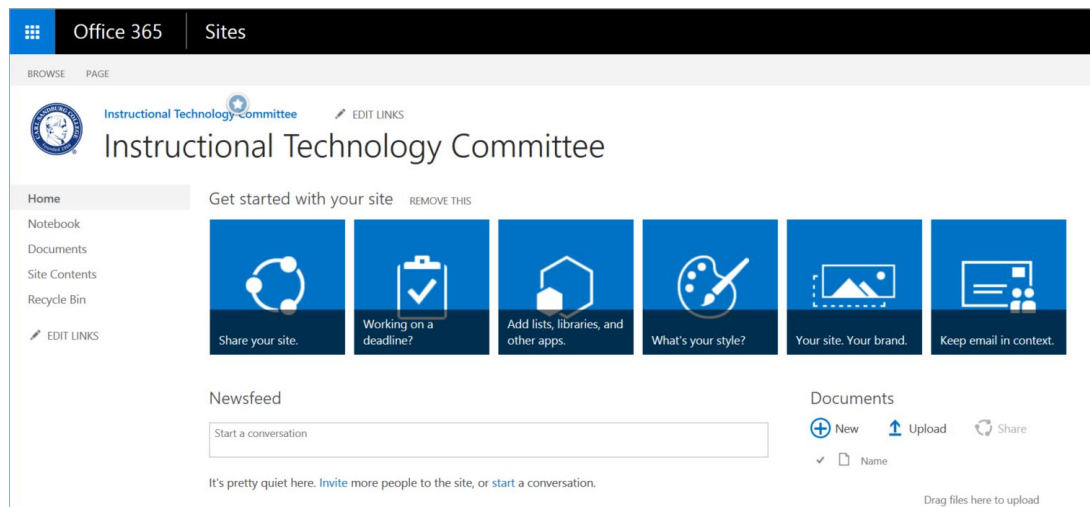 Office 365 Sites
BROWSE PAGE
Instructional Technology Committee EDIT LINKS
Instructional Technology Committee
CARL SANDBURG COLLEGE
Home
Notebook
Documents
Site Contents
Recycle Bin
EDIT LINKS
Get started with your site REMOVE THIS
Share your site.
Working on a
deadline?
Add lists, libraries, and
other apps.
What's your style?
Your site. Your brand.
Keep email in context.
Newsfeed
Start a conversation
It's pretty quiet here. Invite more people to the site, or start a conversation.
Documents
New Upload Share
Name
Drag files here to upload